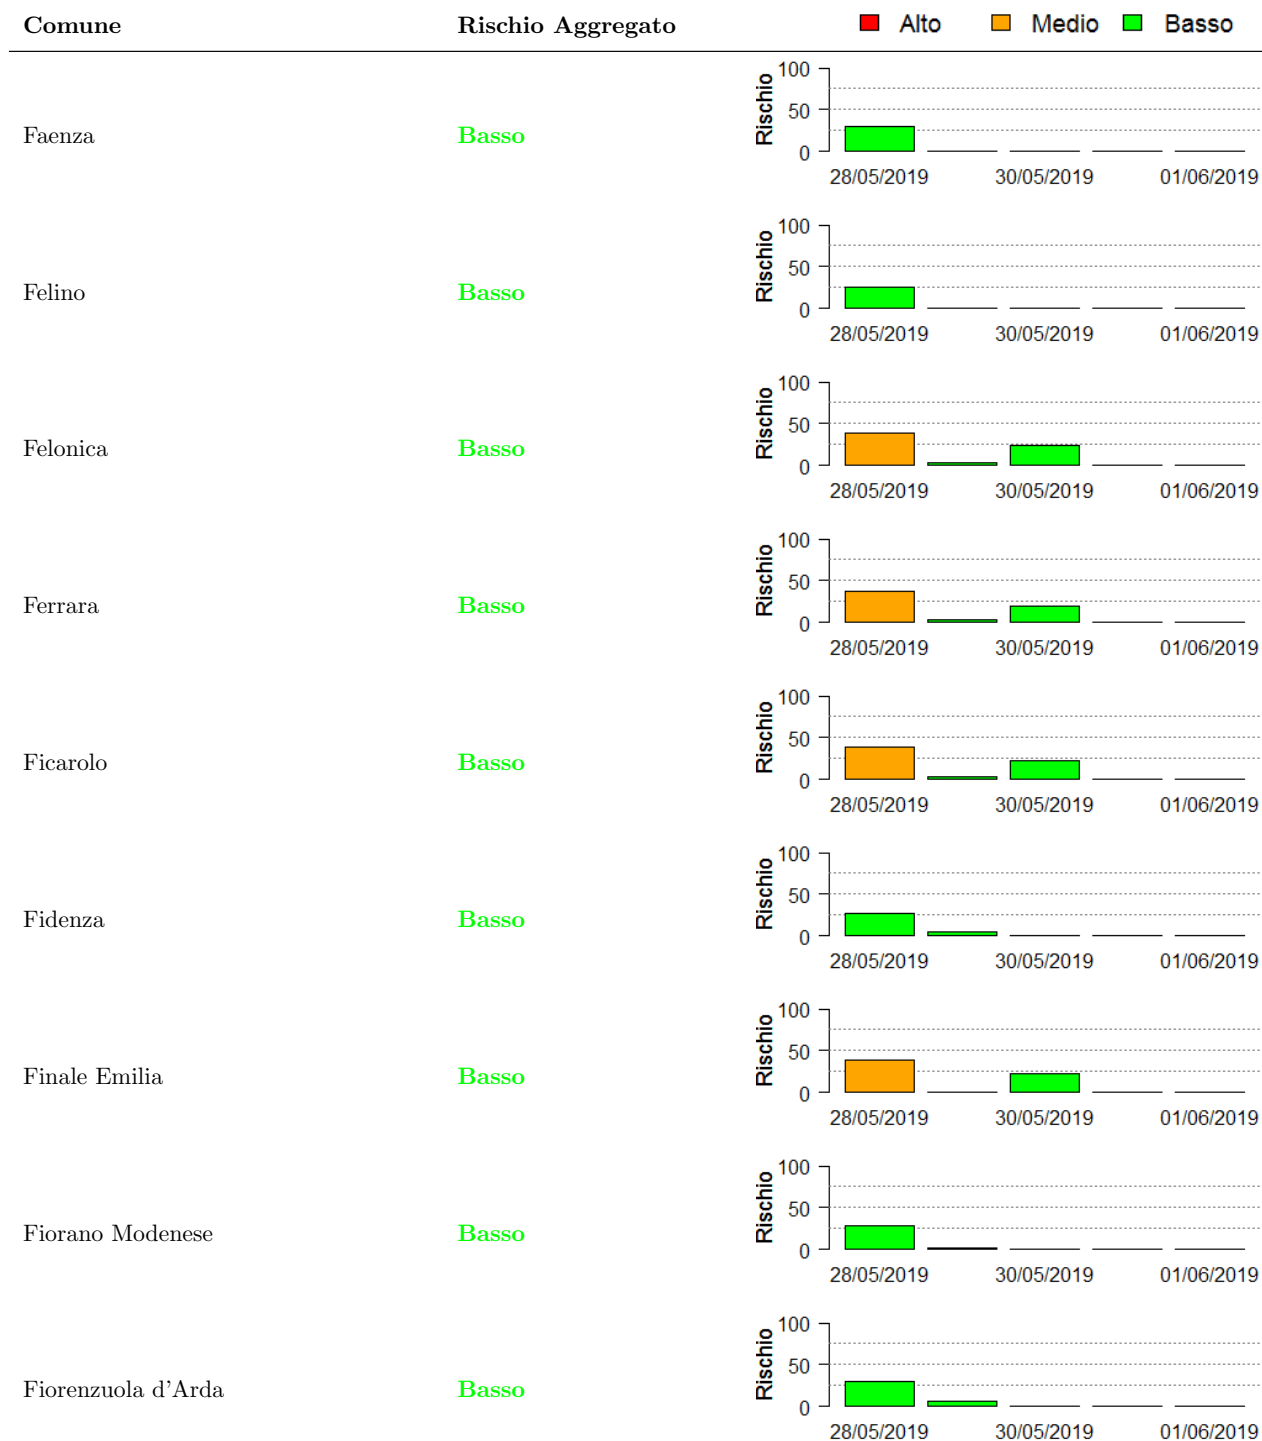 Comune Rischio Aggregato Alto Medio Basso
Faenza Basso Rischio 100 50 0
28/05/2019 30/05/2019 01/06/2019
Felino Basso Rischio 100 50 0
28/05/2019 30/05/2019 01/06/2019
Felonica Basso Rischio 100 50 0
28/05/2019 30/05/2019 01/06/2019
Ferrara Basso Rischio 100 50 0
28/05/2019 30/05/2019 01/06/2019
Ficarolo Basso Rischio 100 50 0
28/05/2019 30/05/2019 01/06/2019
Fidenza Basso Rischio 100 50 0
28/05/2019 30/05/2019 01/06/2019
Finale Emilia Basso Rischio 100 50 0
28/05/2019 30/05/2019 01/06/2019
Fiorano Modenese Basso Rischio 100 50 0
28/05/2019 30/05/2019 01/06/2019
Fiorenzuola d'Arda Basso Rischio 100 50 0
28/05/2019 30/05/2019 01/06/2019